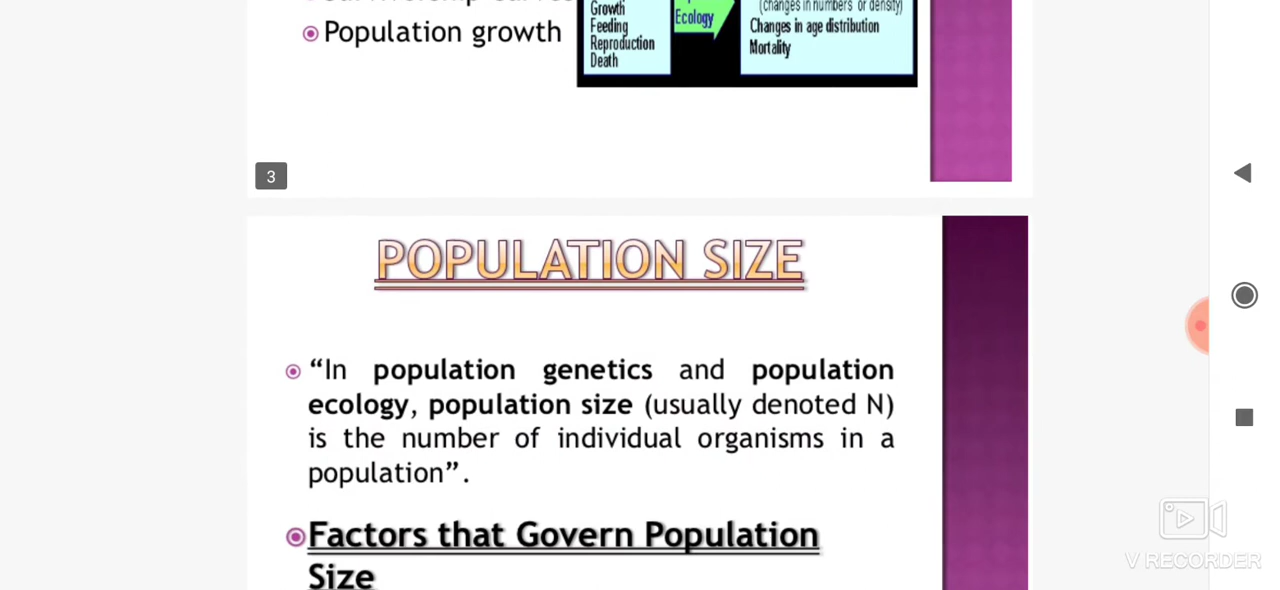 Growth
(changes in numbers or density)
Ecology
Feeding
Changes in age distribution
Population growth
Reproduction
Mortality
Death
3
POPULATION SIZE
“In population genetics and population
ecology, population size (usually denoted N)
is the number of individual organisms in a
population”.
Factors that Govern Population
Size
V RECORDER